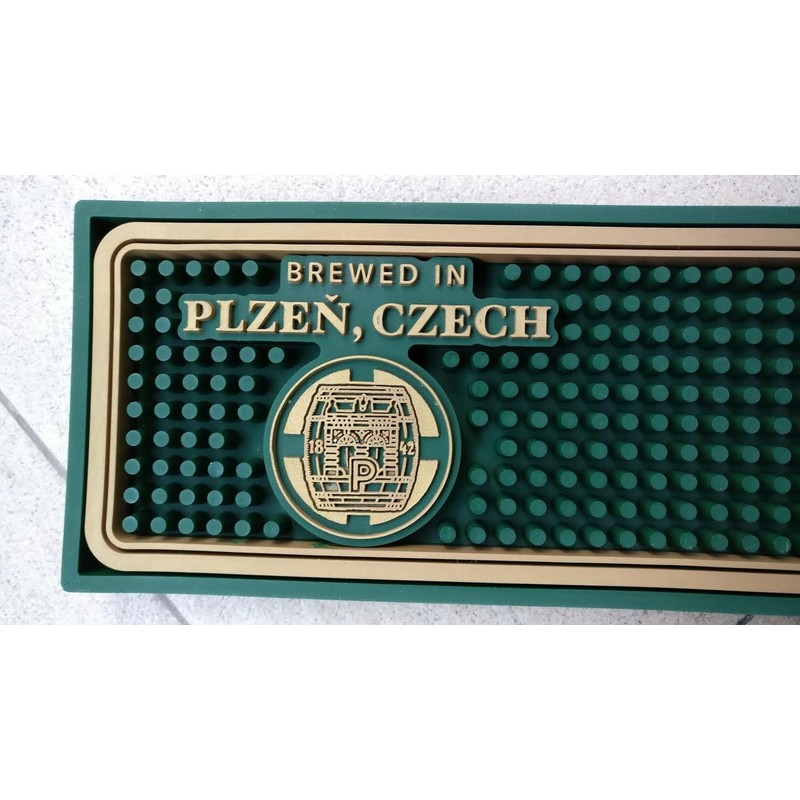 BREWED IN
PLZEŇ, CZECH
18 42
P